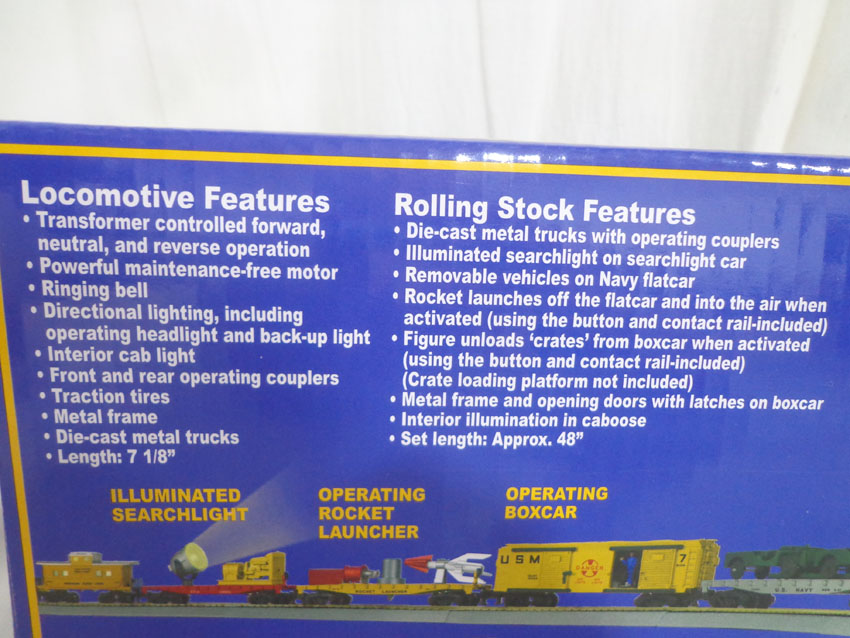 Locomotive Features
• Transformer controlled forward,
neutral, and reverse operation
• Powerful maintenance-free motor
• Ringing bell
• Directional lighting, including
operating headlight and back-up light
• Interior cab light
• Front and rear operating couplers
• Traction tires
• Metal frame
• Die-cast metal trucks
• Length: 7 1/8”
Rolling Stock Features
• Die-cast metal trucks with operating couplers
• Illuminated searchlight on searchlight car
• Removable vehicles on Navy flatcar
• Rocket launches off the flatcar and into the air when
activated (using the button and contact rail-included)
• Figure unloads ‘crates’ from boxcar when activated
(using the button and contact rail-included)
(Crate loading platform not included)
• Metal frame and opening doors with latches on boxcar
• Interior illumination in caboose
• Set length: Approx. 48”
ILLUMINATED
SEARCHLIGHT
OPERATING
ROCKET
LAUNCHER
OPERATING
BOXCAR
USM
DANGER
7
ROCKET LAUNCHER
U.S. NAVY